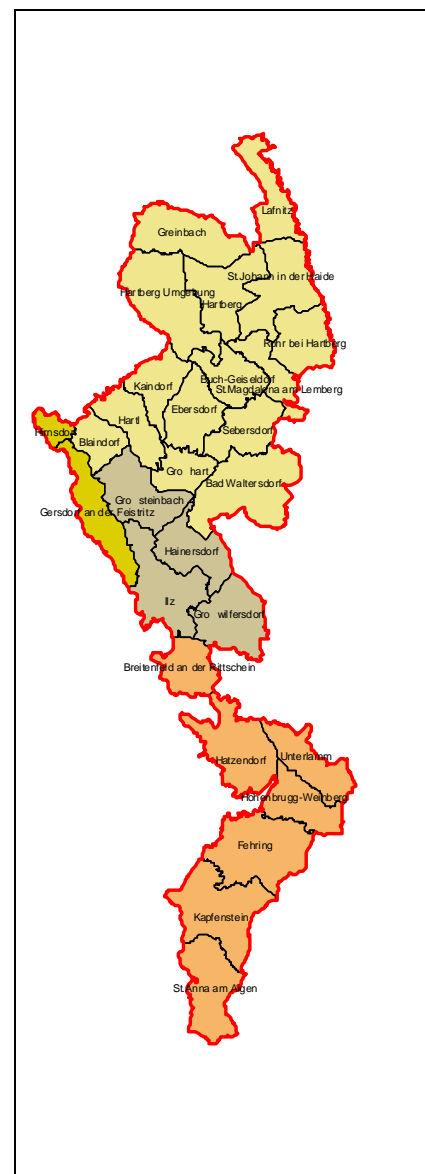 Lafnitz
Greinbach
St.Johann in der Haide
Hartberg Umgebung
Hartberg
Rohr bei Hartberg
Buch-Geiseldorf
St.Magdalena am Lemberg
Kaindorf
Ebersdorf
Hartl
Sebersdorf
Hirnsdorf
Blaindorf
Gro hart
Bad Waltersdorf
Gro steinbach
Gersdorf an der Feistritz
Hainersdorf
Ilz
Gro wilfersdorf
Breitenfeld an der Rittschein
Hatzendorf
Unterlamm
Hohenbrugg-Weinberg
Fehring
Kapfenstein
St.Anna am Aigen